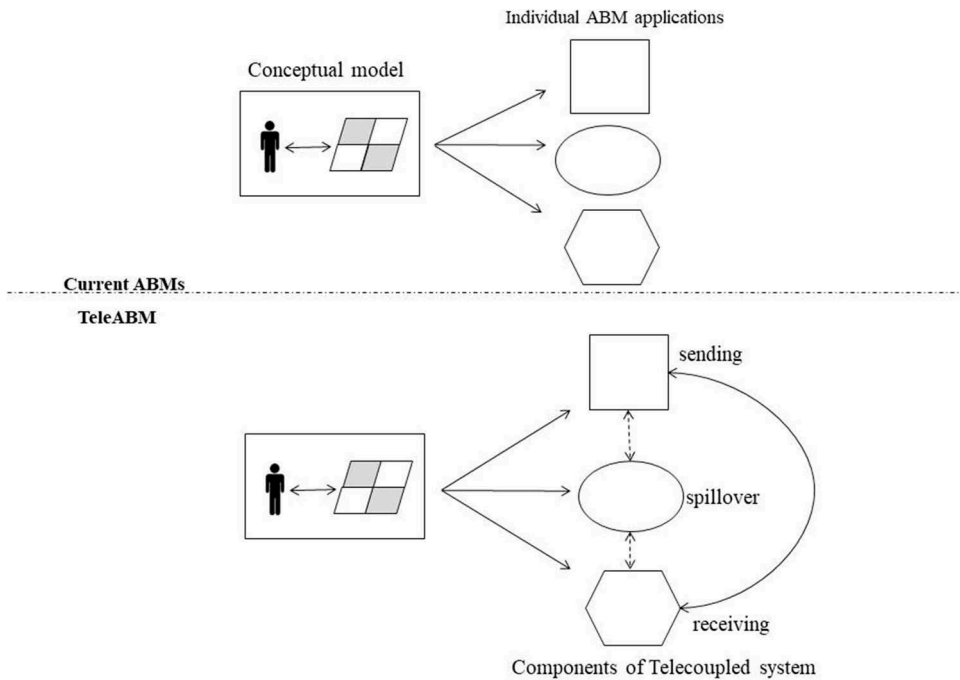 Individual ABM applications
Conceptual model
Current ABMs
TeleABM
sending
spillover
receiving
Components of Telecoupled system